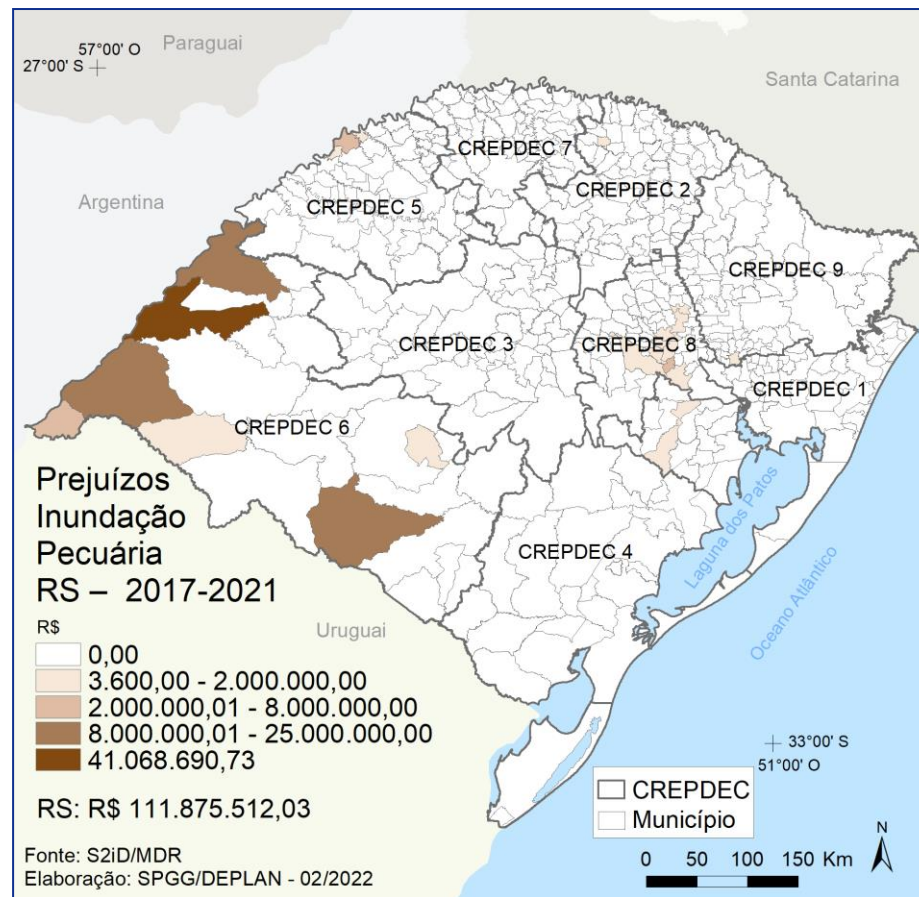 Paraguai
57°00' O
27°00' S
Santa Catarina
Argentina
CREPDEC 7
CREPDEC 2
CREPDEC 5
CREPDEC 9
CREPDEC 3
CREPDEC 8
CREPDEC 1
CREPDEC 6
CREPDEC 4
Laguna dos Patos
Oceano Atlântico
Uruguai
Prejuízos
Inundação
Pecuária
RS – 2017-2021
R$
0,00
3.600,00 - 2.000.000,00
2.000.000,01 - 8.000.000,00
8.000.000,01 - 25.000.000,00
41.068.690,73
RS: R$ 111.875.512,03
Fonte: S2iD/MDR
Elaboração: SPGG/DEPLAN - 02/2022
33°00' S
51°00' O
CREPDEC
Município
N
0 50 100 150 Km